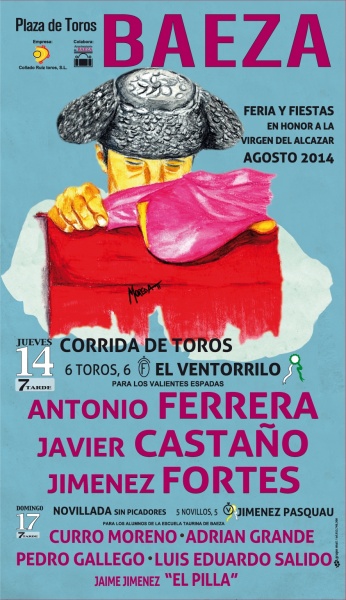 Plaza de Toros
BAEZA
Empresa:
Colabora:
Collado Ruiz toros, S.L.
FERIA Y FIESTAS
EN HONOR A LA
VIRGEN DEL ALCAZAR
AGOSTO 2014
JUEVES
14
7 TARDE
CORRIDA DE TOROS
6 TOROS, 6 EL VENTORRILO
PARA LOS VALIENTES ESPADAS
ANTONIO FERRERA
JAVIER CASTAÑO
JIMENEZ FORTES
DOMINGO
17
7 TARDE
NOVILLADA SIN PICADORES 5 NOVILLOS, 5 JIMENEZ PASQUAU
PARA LOS ALUMNOS DE LA ESCUELA TAURINA DE BAEZA
CURRO MORENO · ADRIAN GRANDE
PEDRO GALLEGO · LUIS EDUARDO SALIDO
JAIME JIMENEZ "EL PILLA"